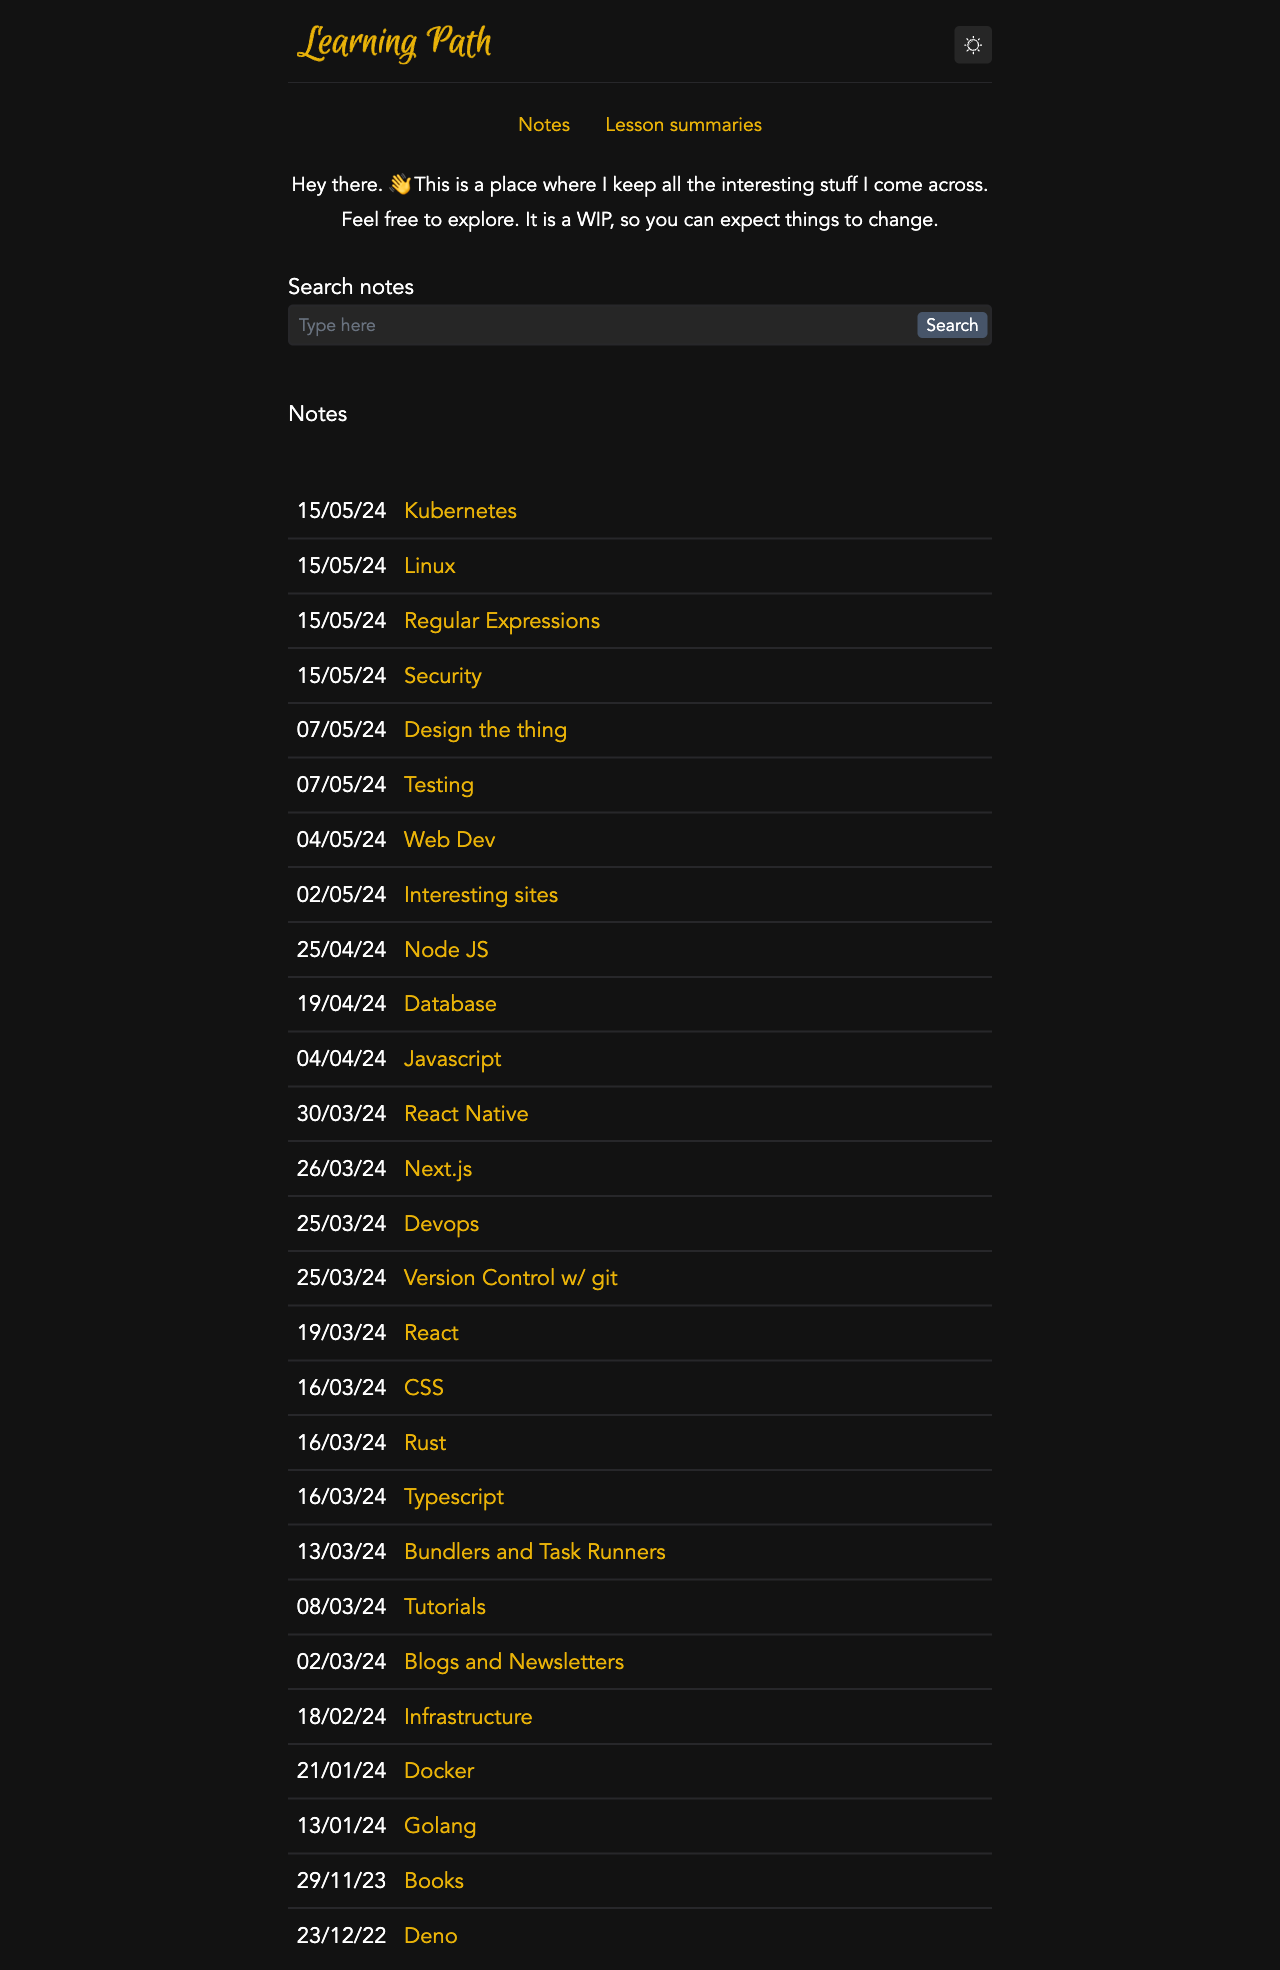 Learning Path
Notes Lesson summaries
Hey there. 👋This is a place where I keep all the interesting stuff I come across.
Feel free to explore. It is a WIP, so you can expect things to change.
Search notes
Type here Search
Notes
15/05/24 Kubernetes
15/05/24 Linux
15/05/24 Regular Expressions
15/05/24 Security
07/05/24 Design the thing
07/05/24 Testing
04/05/24 Web Dev
02/05/24 Interesting sites
25/04/24 Node JS
19/04/24 Database
04/04/24 Javascript
30/03/24 React Native
26/03/24 Next.js
25/03/24 Devops
25/03/24 Version Control w/ git
19/03/24 React
16/03/24 CSS
16/03/24 Rust
16/03/24 Typescript
13/03/24 Bundlers and Task Runners
08/03/24 Tutorials
02/03/24 Blogs and Newsletters
18/02/24 Infrastructure
21/01/24 Docker
13/01/24 Golang
29/11/23 Books
23/12/22 Deno